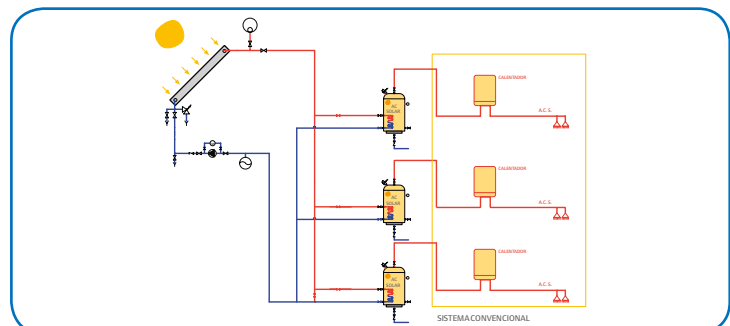 CALENTADOR
AC
SOLAR
A.C.S.
CALENTADOR
AC
SOLAR
A.C.S.
CALENTADOR
AC
SOLAR
A.C.S.
SISTEMA CONVENCIONAL